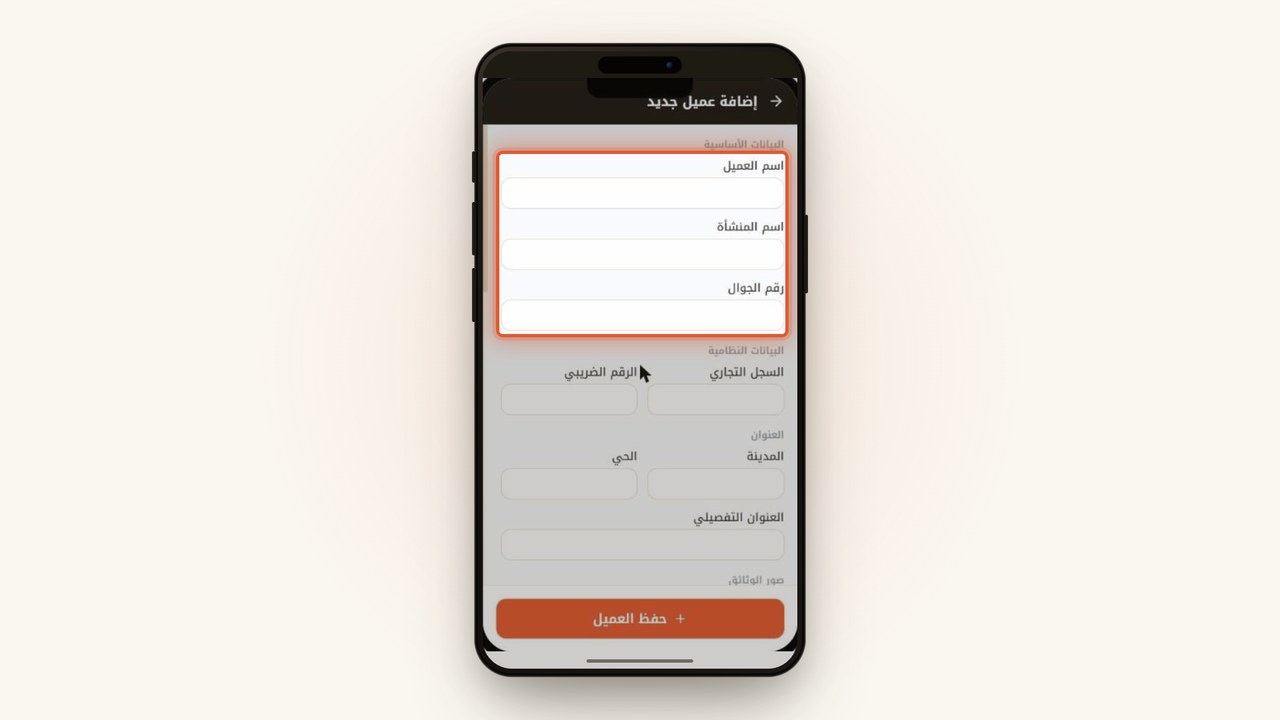 إضافة عميل جديد
البيانات الأساسية
اسم العميل
اسم المنشأة
رقم الجوال
البيانات النظامية
السجل التجاري
الرقم الضريبي
العنوان
المدينة
الحي
العنوان التفصيلي
صور الوثائق
+ حفظ العميل